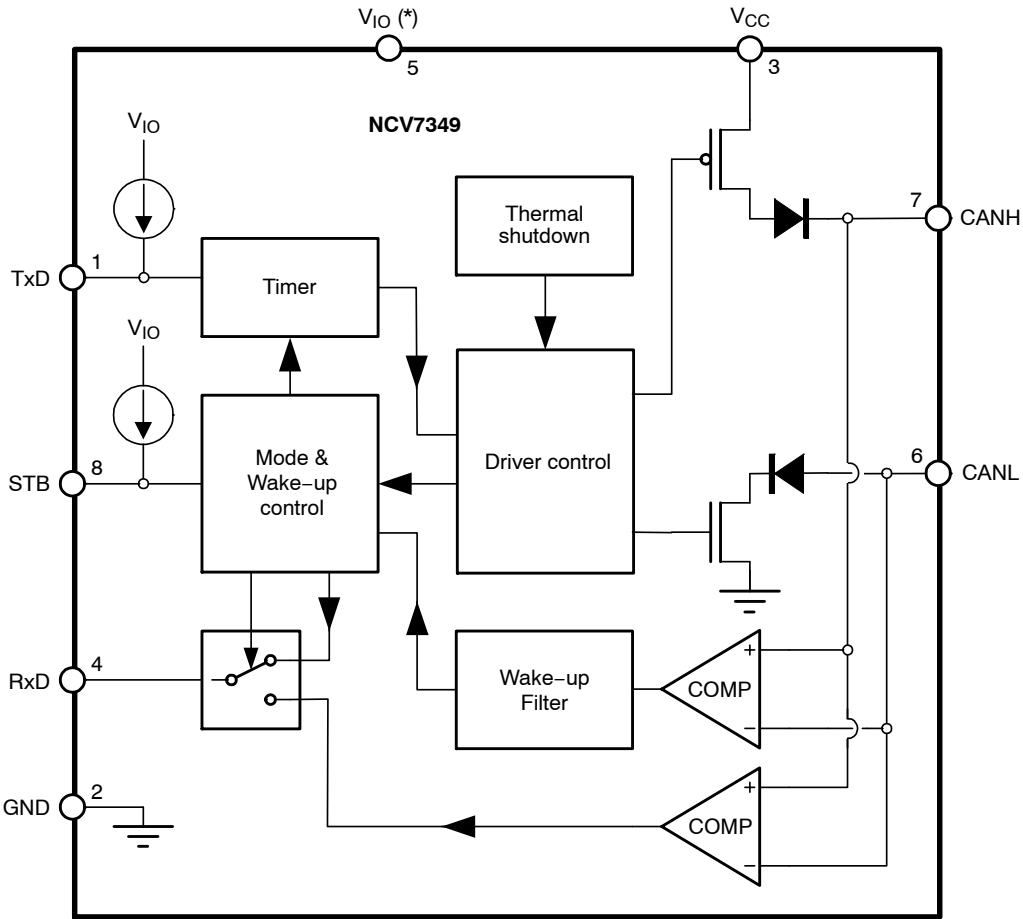 VIO (*)
5
VCC
3
NCV7349
VIO
Thermal
shutdown
7
CANH
TxD
1
Timer
VIO
STB
8
Mode &
Wake−up
control
Driver control
6
CANL
RxD
4
Wake−up
Filter
COMP
+
−
GND
2
COMP
+
−